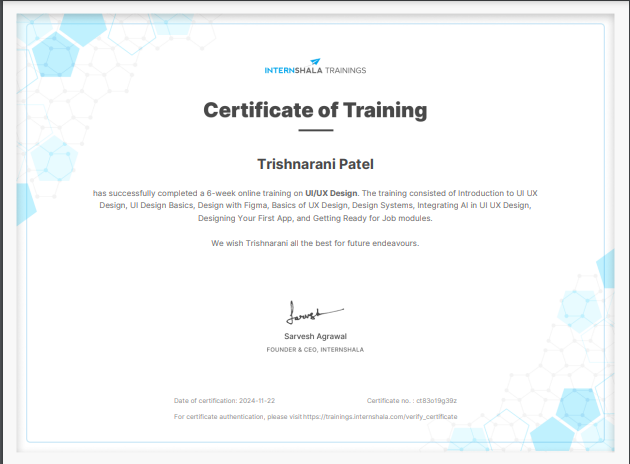 INTERNSHALA TRAININGS
Certificate of Training
Trishnarani Patel
has successfully completed a 6-week online training on UI/UX Design. The training consisted of Introduction to UI UX
Design, UI Design Basics, Design with Figma, Basics of UX Design, Design Systems, Integrating AI in UI UX Design,
Designing Your First App, and Getting Ready for Job modules.
We wish Trishnarani all the best for future endeavours.
Sarvesh
Sarvesh Agrawal
FOUNDER & CEO, INTERNSHALA
Date of certification: 2024-11-22 Certificate no. : ct83o19g39z
For certificate authentication, please visit https://trainings.internshala.com/verify_certificate